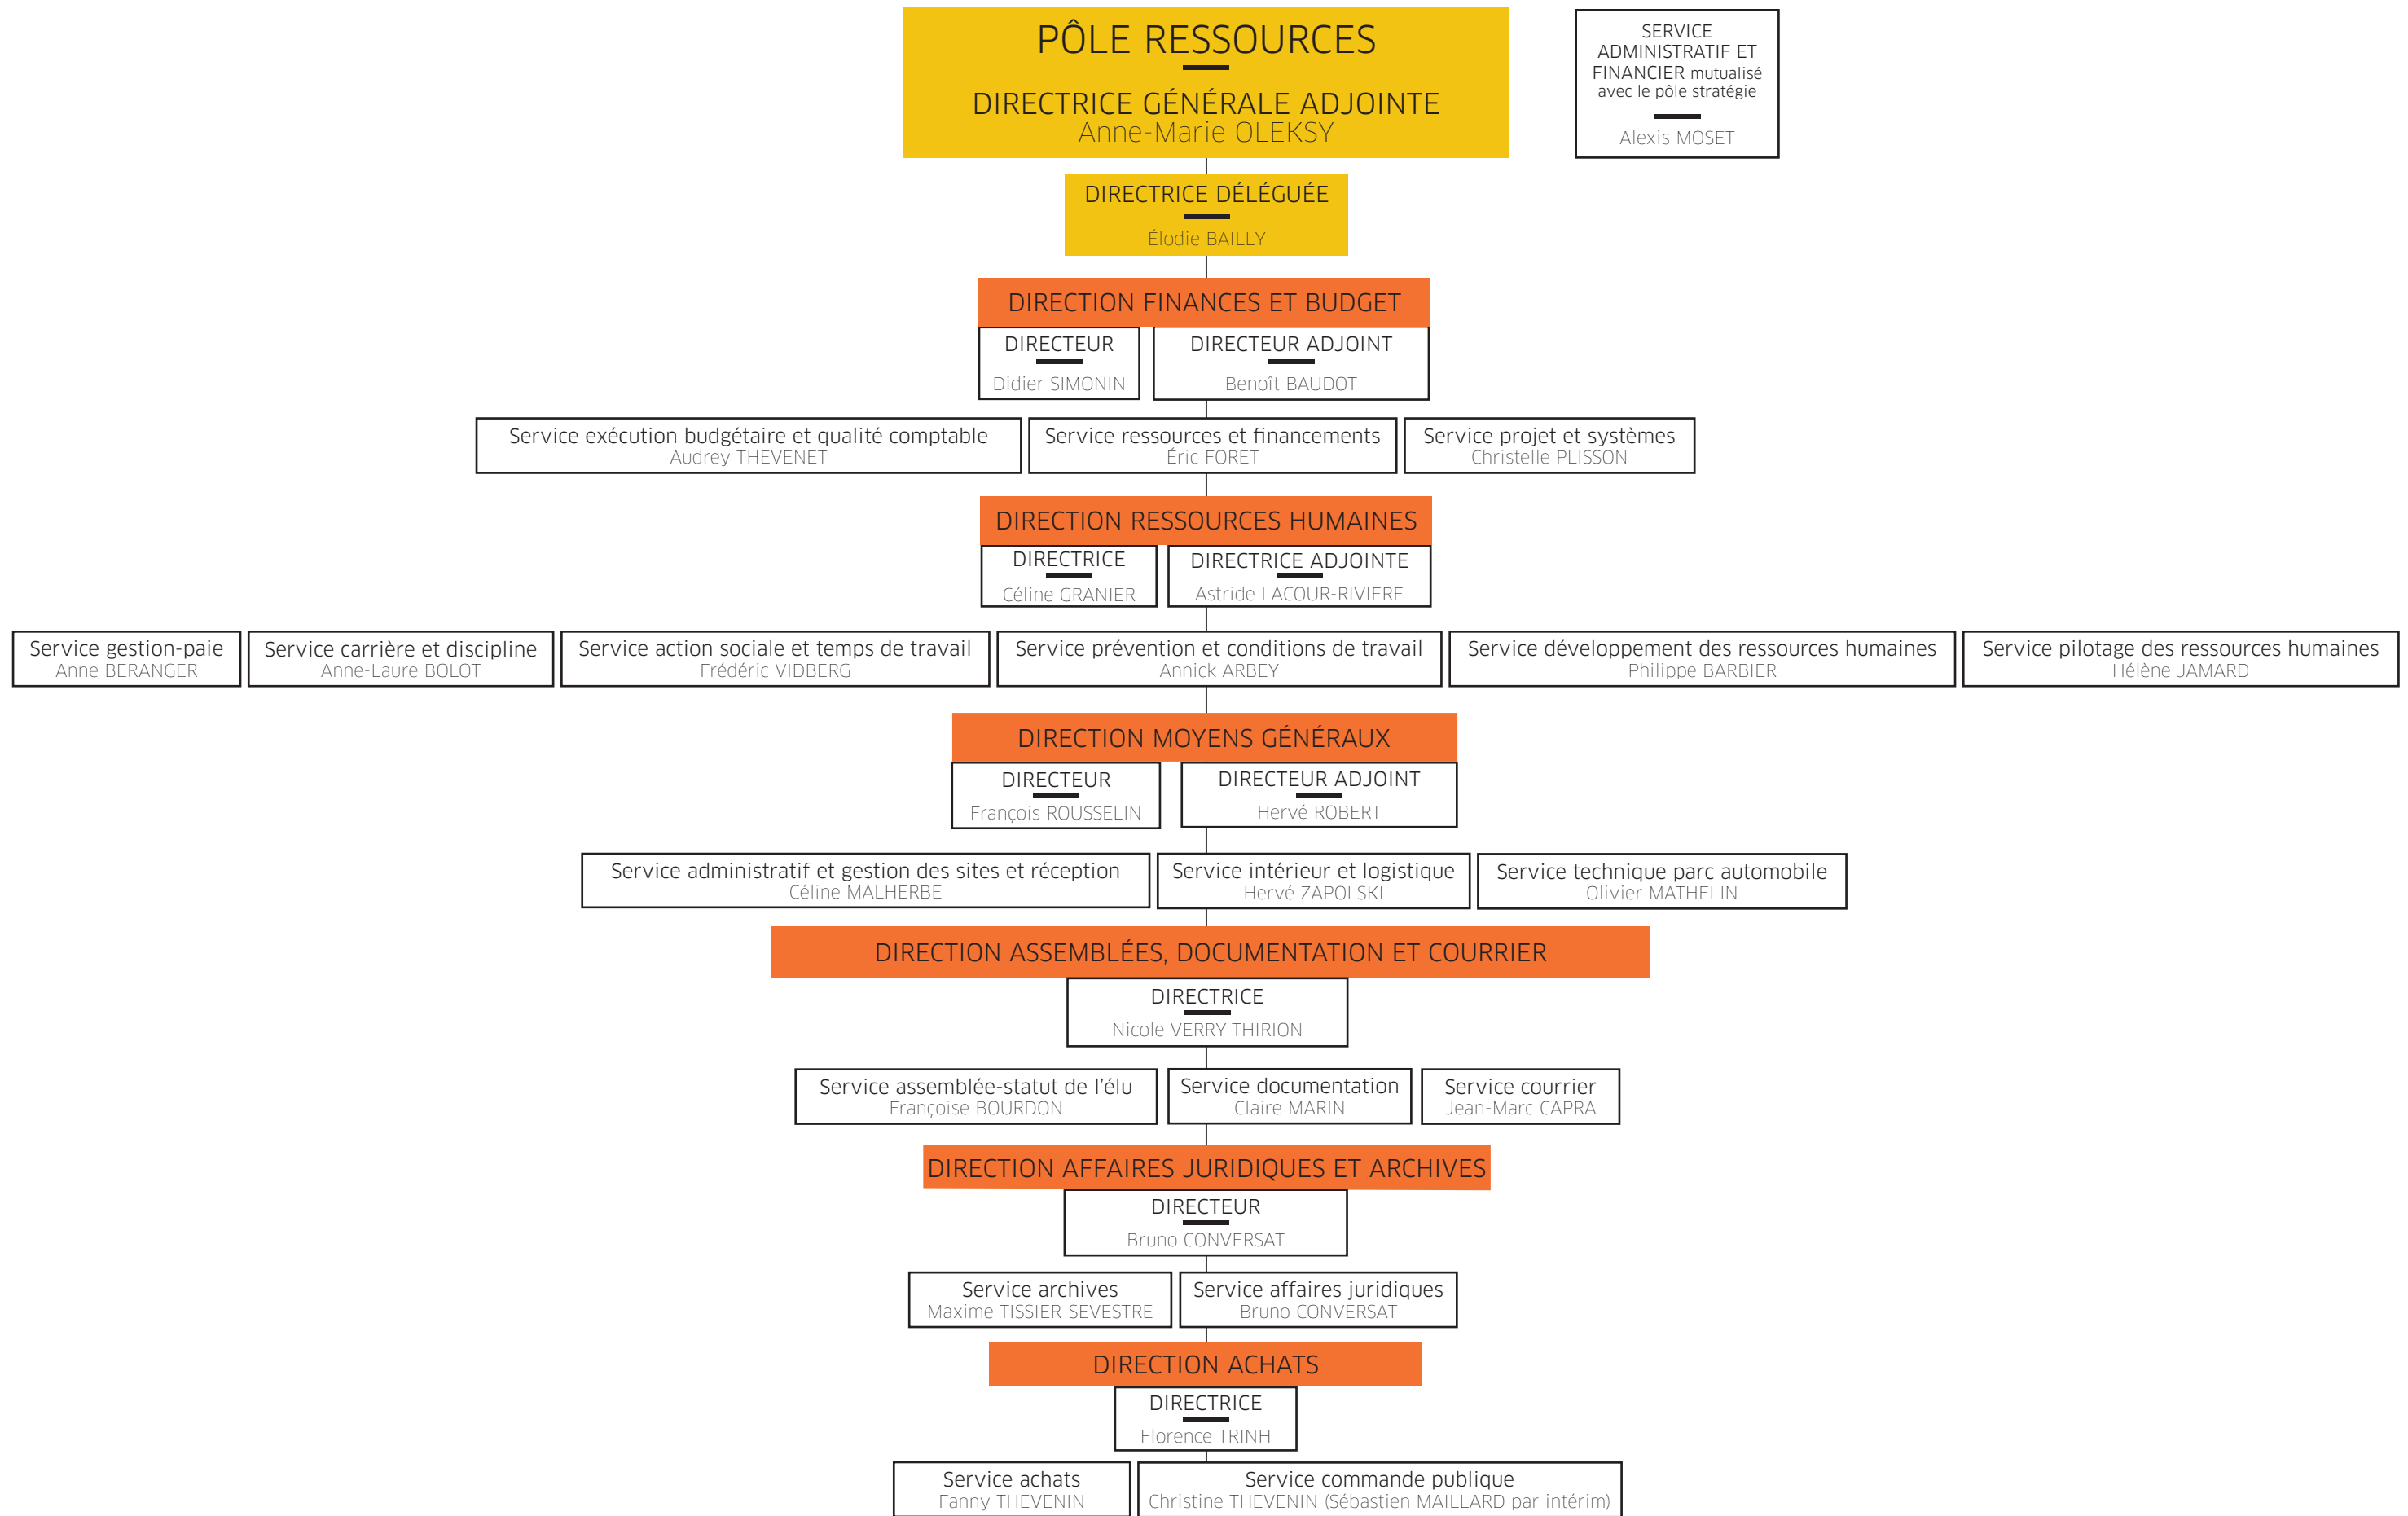 PÔLE RESSOURCES
DIRECTRICE GÉNÉRALE ADJOINTE
Anne-Marie OLEKSY
SERVICE
ADMINISTRATIF ET
FINANCIER mutualisé
avec le pôle stratégie
Alexis MOSET
DIRECTRICE DÉLÉGUÉE
Élodie BAILLY
DIRECTION FINANCES ET BUDGET
DIRECTEUR
Didier SIMONIN
DIRECTEUR ADJOINT
Benoît BAUDOT
Service exécution budgétaire et qualité comptable
Audrey THEVENET
Service ressources et financements
Éric FORET
Service projet et systèmes
Christelle PLISSON
DIRECTION RESSOURCES HUMAINES
DIRECTRICE
Céline GRANIER
DIRECTRICE ADJOINTE
Astride LACOUR-RIVIERE
Service gestion-paie
Anne BERANGER
Service carrière et discipline
Anne-Laure BOLOT
Service action sociale et temps de travail
Frédéric VIDBERG
Service prévention et conditions de travail
Annick ARBEY
Service développement des ressources humaines
Philippe BARBIER
Service pilotage des ressources humaines
Hélène JAMARD
DIRECTION MOYENS GÉNÉRAUX
DIRECTEUR
François ROUSSELIN
DIRECTEUR ADJOINT
Hervé ROBERT
Service administratif et gestion des sites et réception
Céline MALHERBE
Service intérieur et logistique
Hervé ZAPOLSKI
Service technique parc automobile
Olivier MATHELIN
DIRECTION ASSEMBLÉES, DOCUMENTATION ET COURRIER
DIRECTRICE
Nicole VERRY-THIRION
Service assemblée-statut de l'élu
Françoise BOURDON
Service documentation
Claire MARIN
Service courrier
Jean-Marc CAPRA
DIRECTION AFFAIRES JURIDIQUES ET ARCHIVES
DIRECTEUR
Bruno CONVERSAT
Service archives
Maxime TISSIER-SEVESTRE
Service affaires juridiques
Bruno CONVERSAT
DIRECTION ACHATS
DIRECTRICE
Florence TRINH
Service achats
Fanny THEVENIN
Service commande publique
Christine THEVENIN (Sébastien MAILLARD par intérim)